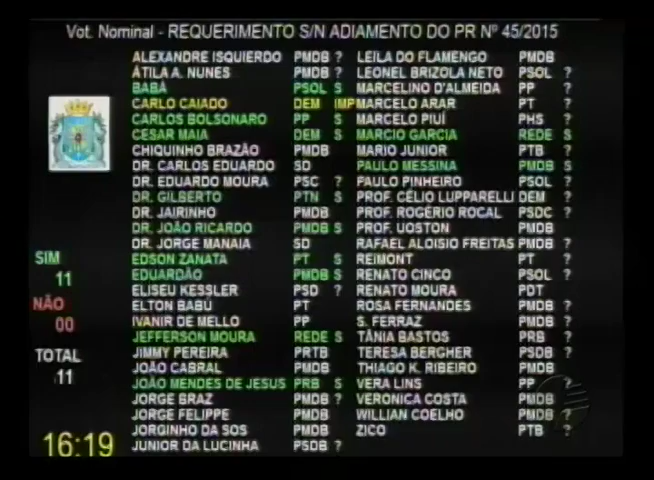 Vot. Nominal - REQUERIMENTO S/N ADIAMENTO DO PR Nº 45/2015
ALEXANDRE ISQUIERDO PMDB ? LEILA DO FLAMENGO PMDB
ÁTILA A. NUNES PMDB ? LEONEL BRIZOLA NETO PSOL ?
BABÁ PSOL S MARCELINO D'ALMEIDA PP ?
CARLO CAIADO DEM IMP MARCELO ARAR PT ?
CARLOS BOLSONARO PP S MARCELO PIUÍ PHS ?
CESAR MAIA DEM S MARCIO GARCIA REDE S
CHIQUINHO BRAZÃO PMDB MARIO JUNIOR PTB ?
DR. CARLOS EDUARDO SD PAULO MESSINA PMDB S
DR. EDUARDO MOURA PSC ? PAULO PINHEIRO PSOL ?
DR. GILBERTO PTN S PROF. CÉLIO LUPPARELLI DEM ?
DR. JAIRINHO PMDB PROF. ROGÉRIO ROCAL PSDC ?
DR. JOÃO RICARDO PMDB S PROF. UOSTON PMDB
DR. JORGE MANAIA SD RAFAEL ALOISIO FREITAS PMDB ?
EDSON ZANATA PT S REIMONT PT ?
EDUARDÃO PMDB S RENATO CINCO PSOL ?
ELISEU KESSLER PSD ? RENATO MOURA PDT
ELTON BABÚ PT ROSA FERNANDES PMDB ?
IVANIR DE MELLO PP S. FERRAZ PMDB ?
JEFFERSON MOURA REDE S TÂNIA BASTOS PRB ?
JIMMY PEREIRA PRTB TERESA BERGHER PSDB ?
JOÃO CABRAL PMDB THIAGO K. RIBEIRO PMDB
JOÃO MENDES DE JESUS PRB S VERA LINS PP ?
JORGE BRAZ PMDB ? VERONICA COSTA PMDB
JORGE FELIPPE PMDB WILLIAN COELHO PMDB ?
JORGINHO DA SOS PMDB ZICO PTB ?
JUNIOR DA LUCINHA PSDB ?
SIM
11
NÃO
00
TOTAL
11
16:19